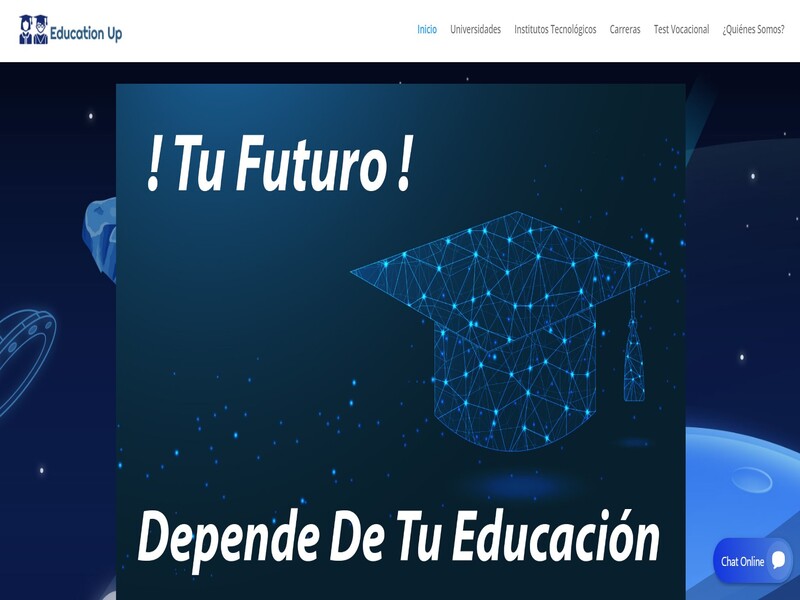 Education Up
Inicio Universidades Institutos Tecnológicos Carreras Test Vocacional ¿Quiénes Somos?
! Tu Futuro !
Depende De Tu Educación
Chat Online